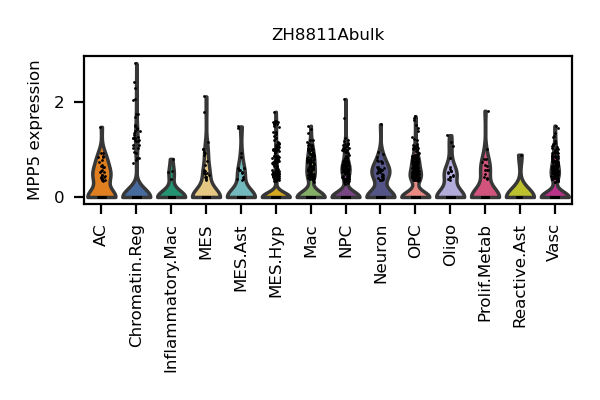 ZH8811Abulk
MPP5 expression
2
0
AC
Chromatin.Reg
Inflammatory.Mac
MES
MES.Ast
MES.Hyp
Mac
NPC
Neuron
OPC
Oligo
Prolif.Metab
Reactive.Ast
Vasc